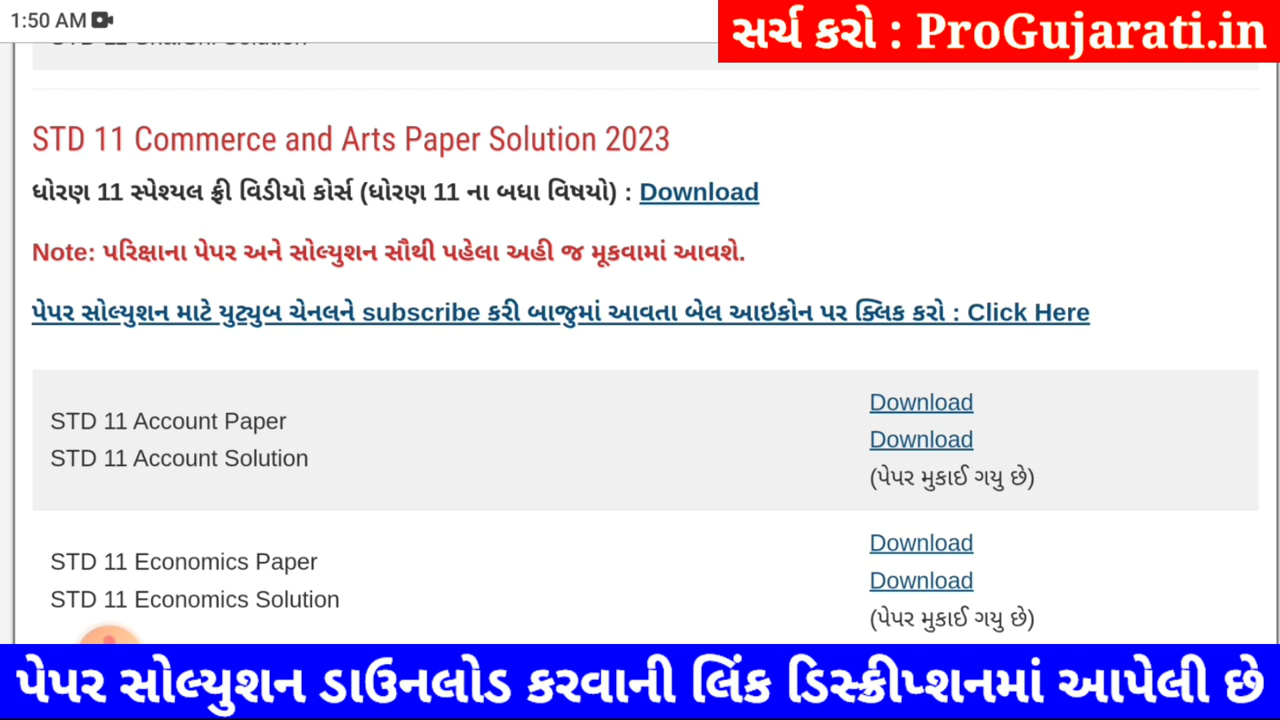 1:50 AM
સર્ચ કરો : ProGujarati.in
STD 11 Commerce and Arts Paper Solution 2023
ધોરણ 11 સ્પેશ્યલ ફ્રી વિડીયો કોર્સ (ધોરણ 11 ના બધા વિષયો) : Download
Note: પરિક્ષાના પેપર અને સોલ્યુશન સૌથી પહેલા અહી જ મૂકવામાં આવશે.
પેપર સોલ્યુશન માટે યુટ્યુબ ચેનલને subscribe કરી બાજુમાં આવતા બેલ આઇકોન પર ક્લિક કરો : Click Here
STD 11 Account Paper
STD 11 Account Solution
Download
Download
(પેપર મુકાઈ ગયુ છે)
STD 11 Economics Paper
STD 11 Economics Solution
Download
Download
(પેપર મુકાઈ ગયુ છે)
પેપર સોલ્યુશન ડાઉનલોડ કરવાની લિંક ડિસ્ક્રીપ્શનમાં આપેલી છે